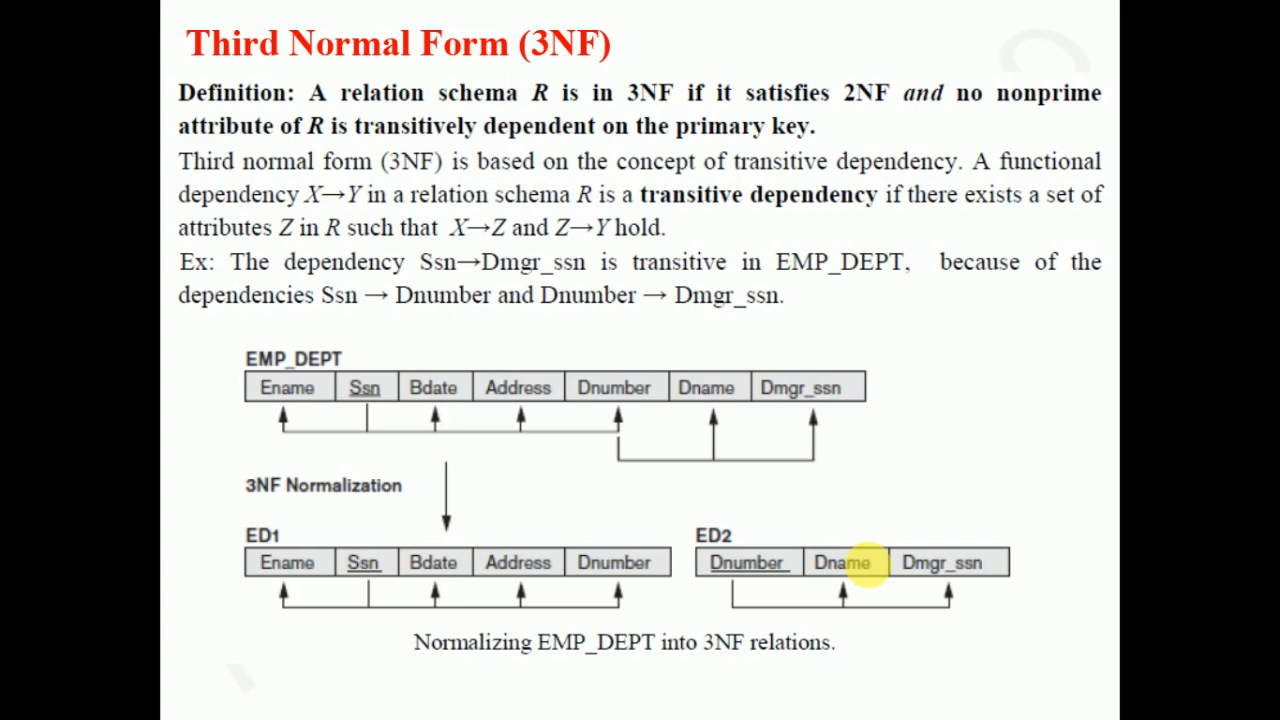 Third Normal Form (3NF)
Definition: A relation schema R is in 3NF if it satisfies 2NF and no nonprime
attribute of R is transitively dependent on the primary key.
Third normal form (3NF) is based on the concept of transitive dependency. A functional
dependency X→Y in a relation schema R is a transitive dependency if there exists a set of
attributes Z in R such that X→Z and Z→Y hold.
Ex: The dependency Ssn→Dmgr_ssn is transitive in EMP_DEPT, because of the
dependencies Ssn → Dnumber and Dnumber → Dmgr_ssn.
EMP_DEPT
Ename Ssn Bdate Address Dnumber Dname Dmgr_ssn
3NF Normalization
ED1
Ename Ssn Bdate Address Dnumber
ED2
Dnumber Dname Dmgr_ssn
Normalizing EMP_DEPT into 3NF relations.